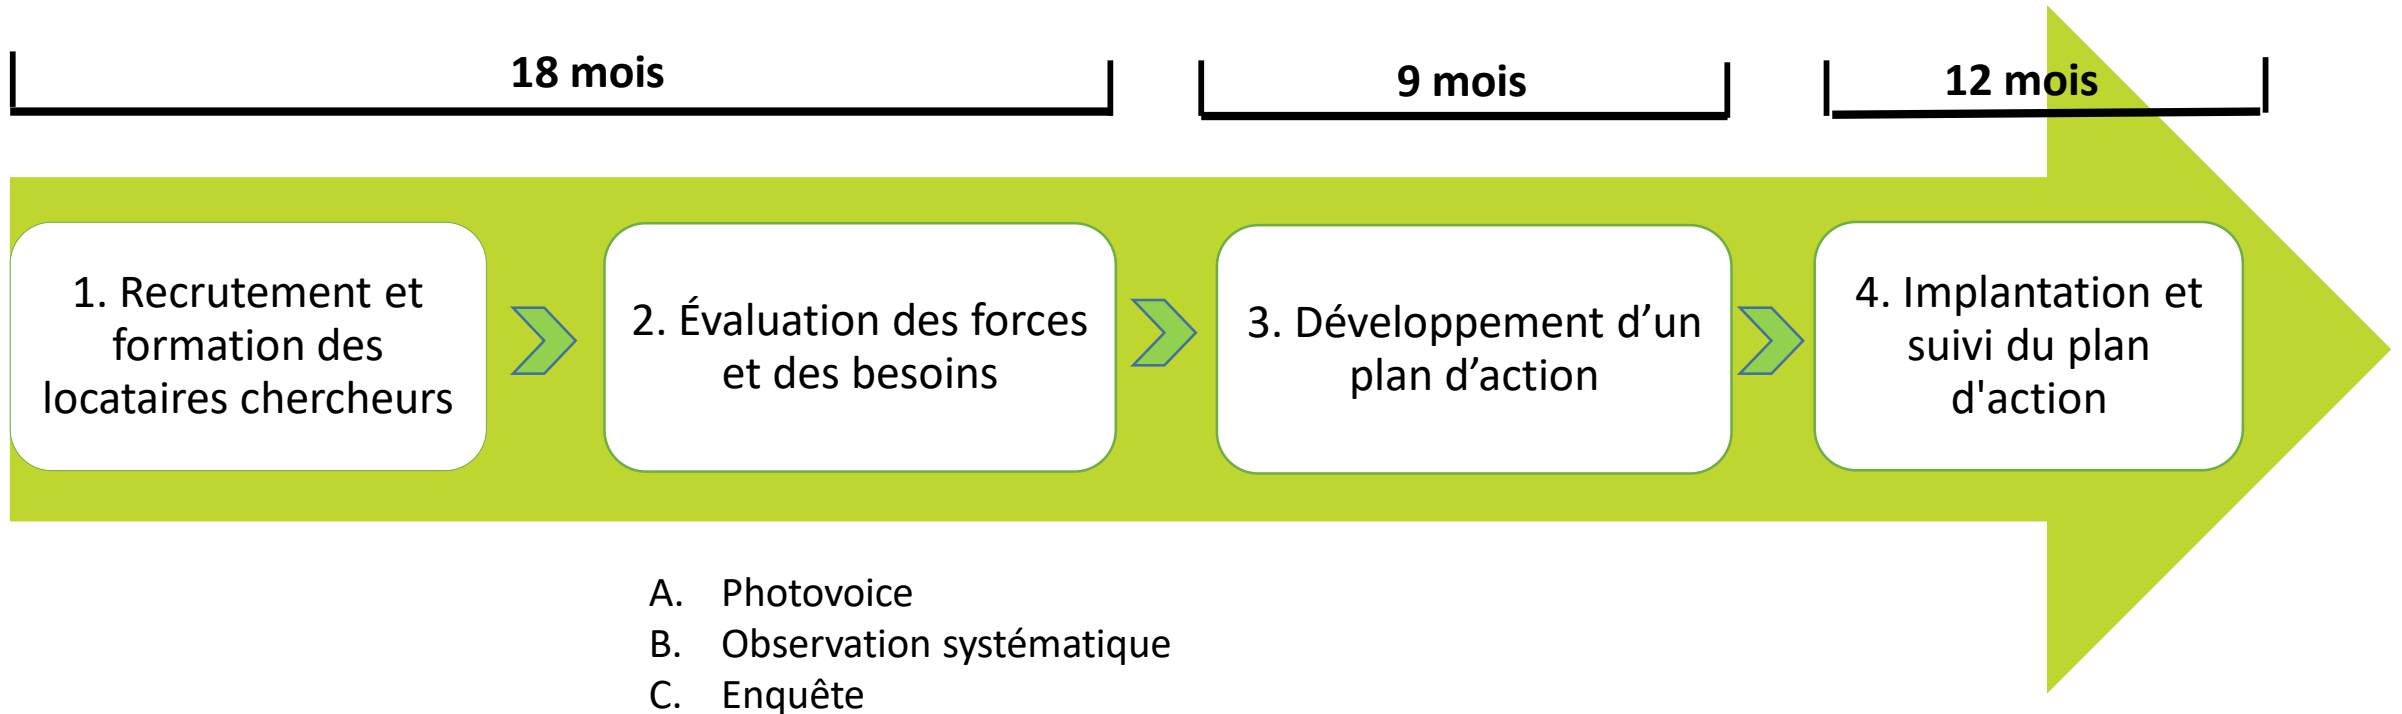 18 mois
9 mois
12 mois
1. Recrutement et
formation des
locataires chercheurs
2. Évaluation des forces
et des besoins
3. Développement d’un
plan d’action
4. Implantation et
suivi du plan
d'action
A. Photovoice
B. Observation systématique
C. Enquête